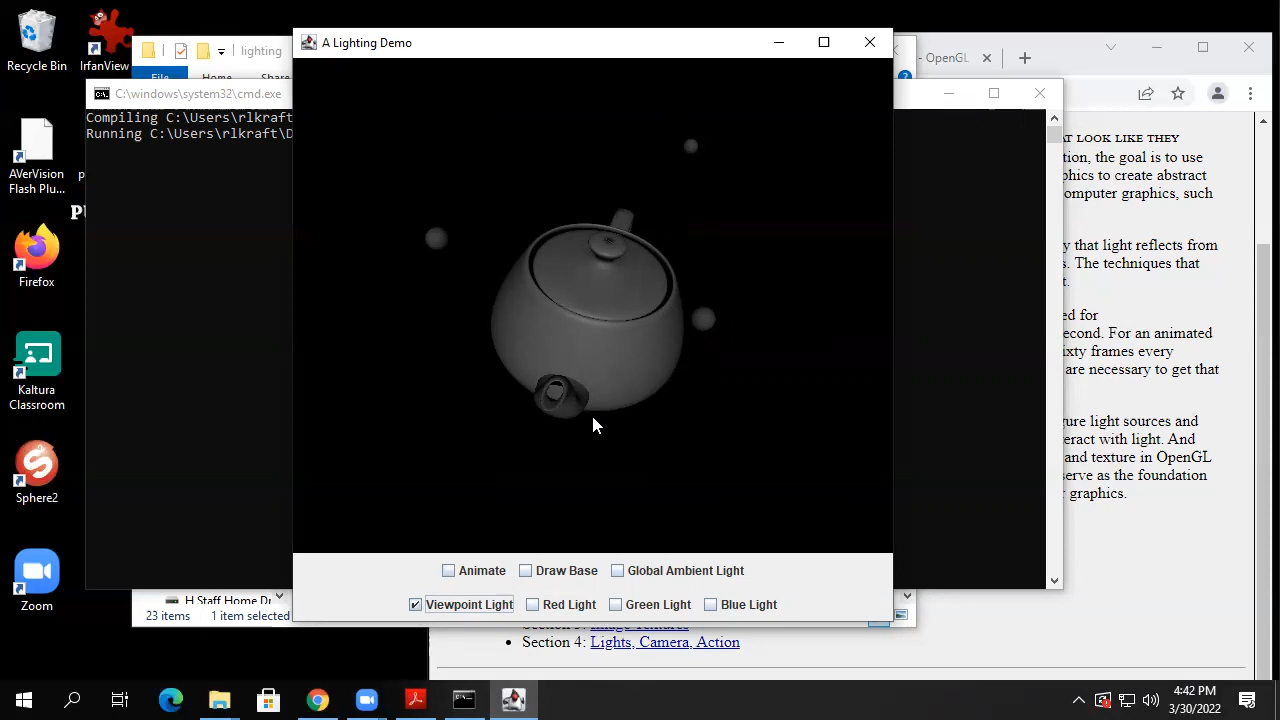 Recycle Bin
IrfanView
AVerVision
Flash Plu...
Firefox
Kaltura
Classroom
Sphere2
Zoom
lighting
File
Home
Share
C:\windows\system32\cmd.exe
Compiling C:\Users\rlkraft
Running C:\Users\rlkraft\D
A Lighting Demo
Animate
Draw Base
Global Ambient Light
Viewpoint Light
Red Light
Green Light
Blue Light
H Staff Home Dr
23 items
1 item selected
- OpenGL
AT LOOK LIKE THEY
tion, the goal is to use
phics to create abstract
omputer graphics, such
y that light reflects from
s. The techniques that
t.
ed for
econd. For an animated
ixty frames every
are necessary to get that
gure light sources and
eract with light. And
and texture in OpenGL
serve as the foundation
r graphics.
Section 4: Lights, Camera, Action
4:42 PM
3/30/2022